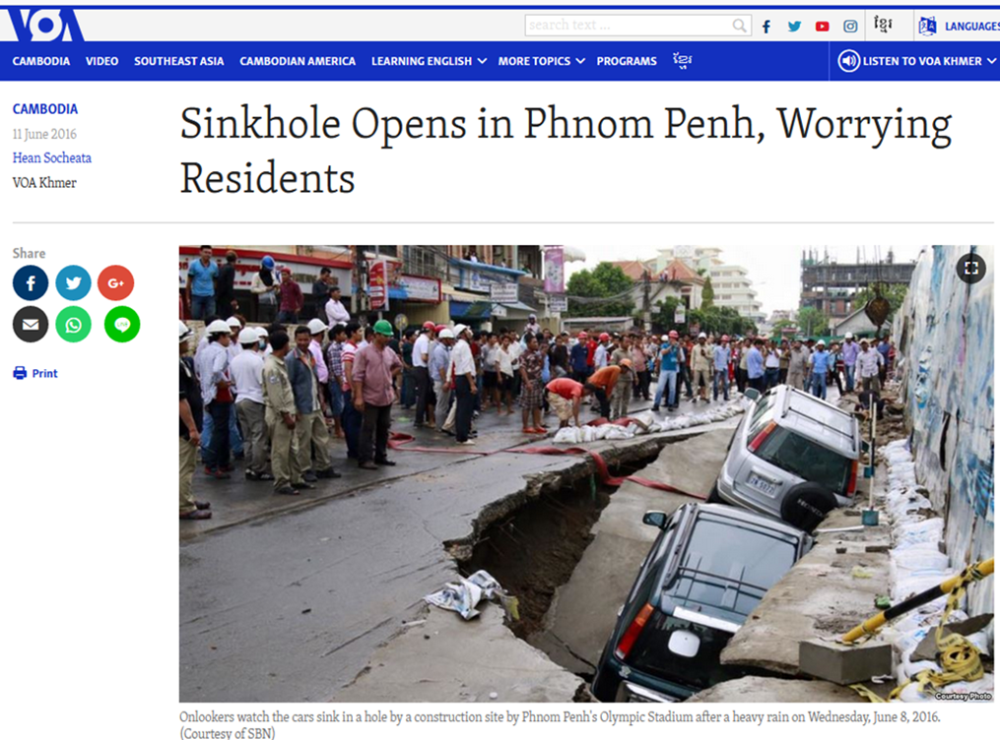 VOA
search text ...
ខ្មែរ
LANGUAGES
CAMBODIA VIDEO SOUTHEAST ASIA CAMBODIAN AMERICA LEARNING ENGLISH MORE TOPICS PROGRAMS ខ្មែរ LISTEN TO VOA KHMER
CAMBODIA
11 June 2016
Hean Socheata
VOA Khmer
Sinkhole Opens in Phnom Penh, Worrying
Residents
Share
G+
LINE
Print
HONDA
Courtesy Photo
Onlookers watch the cars sink in a hole by a construction site by Phnom Penh's Olympic Stadium after a heavy rain on Wednesday, June 8, 2016.
(Courtesy of SBN)